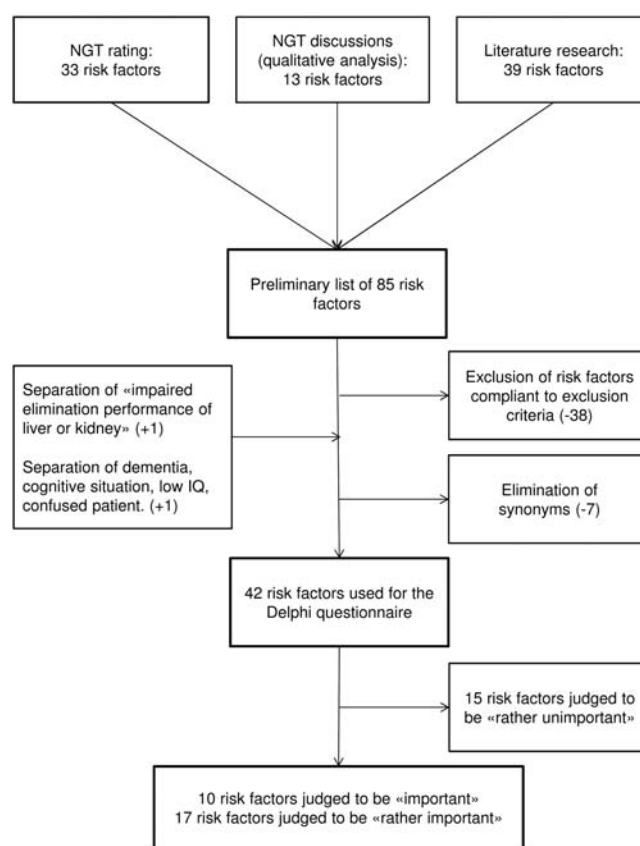 NGT rating:
33 risk factors
NGT discussions
(qualitative analysis):
13 risk factors
Literature research:
39 risk factors
Preliminary list of 85 risk
factors
Separation of «impaired
elimination performance of
liver or kidney» (+1)
Separation of dementia,
cognitive situation, low IQ,
confused patient. (+1)
Exclusion of risk factors
compliant to exclusion
criteria (-38)
Elimination of
synonyms (-7)
42 risk factors used for the
Delphi questionnaire
15 risk factors judged to
be «rather unimportant»
10 risk factors judged to be «important»
17 risk factors judged to be «rather important»